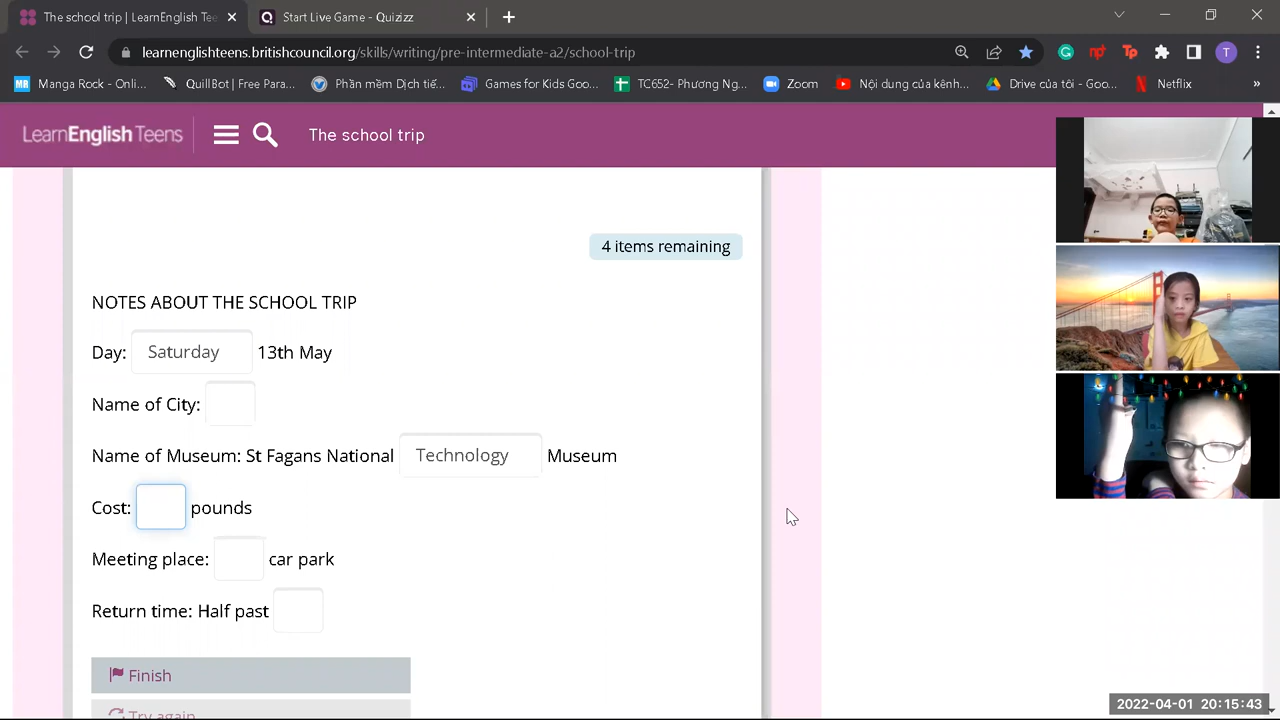 The school trip | LearnEnglish Te
Start Live Game - Quizizz
learnenglishteens.britishcouncil.org/skills/writing/pre-intermediate-a2/school-trip
T
MR Manga Rock - Onli...
QuillBot | Free Para...
Phần mềm Dịch tiế...
Games for Kids Goo...
TC652- Phương Ng...
Zoom
Nội dung của kênh...
Drive của tôi - Goo...
Netflix
»
LearnEnglish Teens
The school trip
4 items remaining
NOTES ABOUT THE SCHOOL TRIP
Day: Saturday 13th May
Name of City:
Name of Museum: St Fagans National Technology Museum
Cost: pounds
Meeting place: car park
Return time: Half past
Finish
Try again
2022-04-01 20:15:43